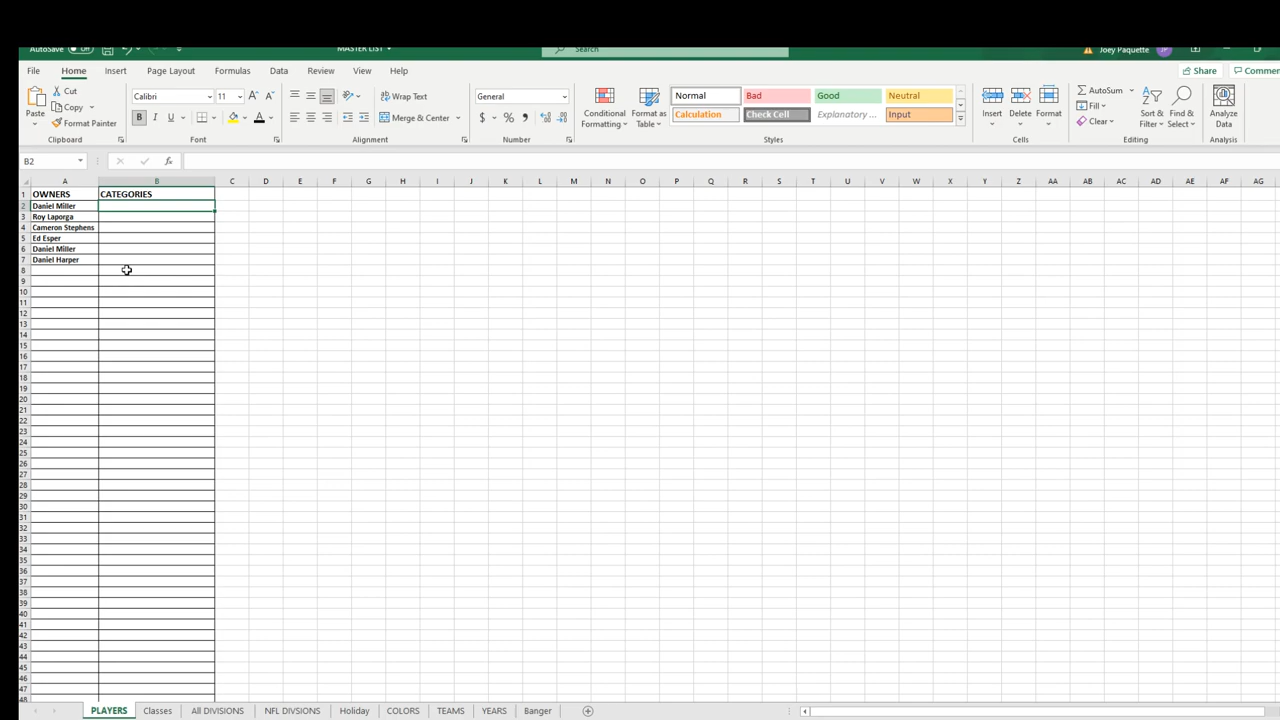 AutoSave Off MASTER LIST Search Joey Paquette JP
File Home Insert Page Layout Formulas Data Review View Help Share Comme
Paste Cut Copy Format Painter Clipboard
Calibri 11 B I U A Font
Wrap Text Merge & Center Alignment
General $ % , Number
Conditional Formatting Format as Table
Normal Bad Good Neutral
Calculation Check Cell Explanatory ... Input
Styles
Insert Delete Format Cells
AutoSum Fill Clear Sort & Filter Find & Select Editing
Analyze Data Analysis
B2 fx
A B C D E F G H I J K L M N O P Q R S T U V W X Y Z AA AB AC AD AE AF AG
1 OWNERS CATEGORIES
2 Daniel Miller
3 Roy Laporga
4 Cameron Stephens
5 Ed Esper
6 Daniel Miller
7 Daniel Harper
8
9
10
11
12
13
14
15
16
17
18
19
20
21
22
23
24
25
26
27
28
29
30
31
32
33
34
35
36
37
38
39
40
41
42
43
44
45
46
47
48
PLAYERS Classes All DIVISIONS NFL DIVSIONS Holiday COLORS TEAMS YEARS Banger